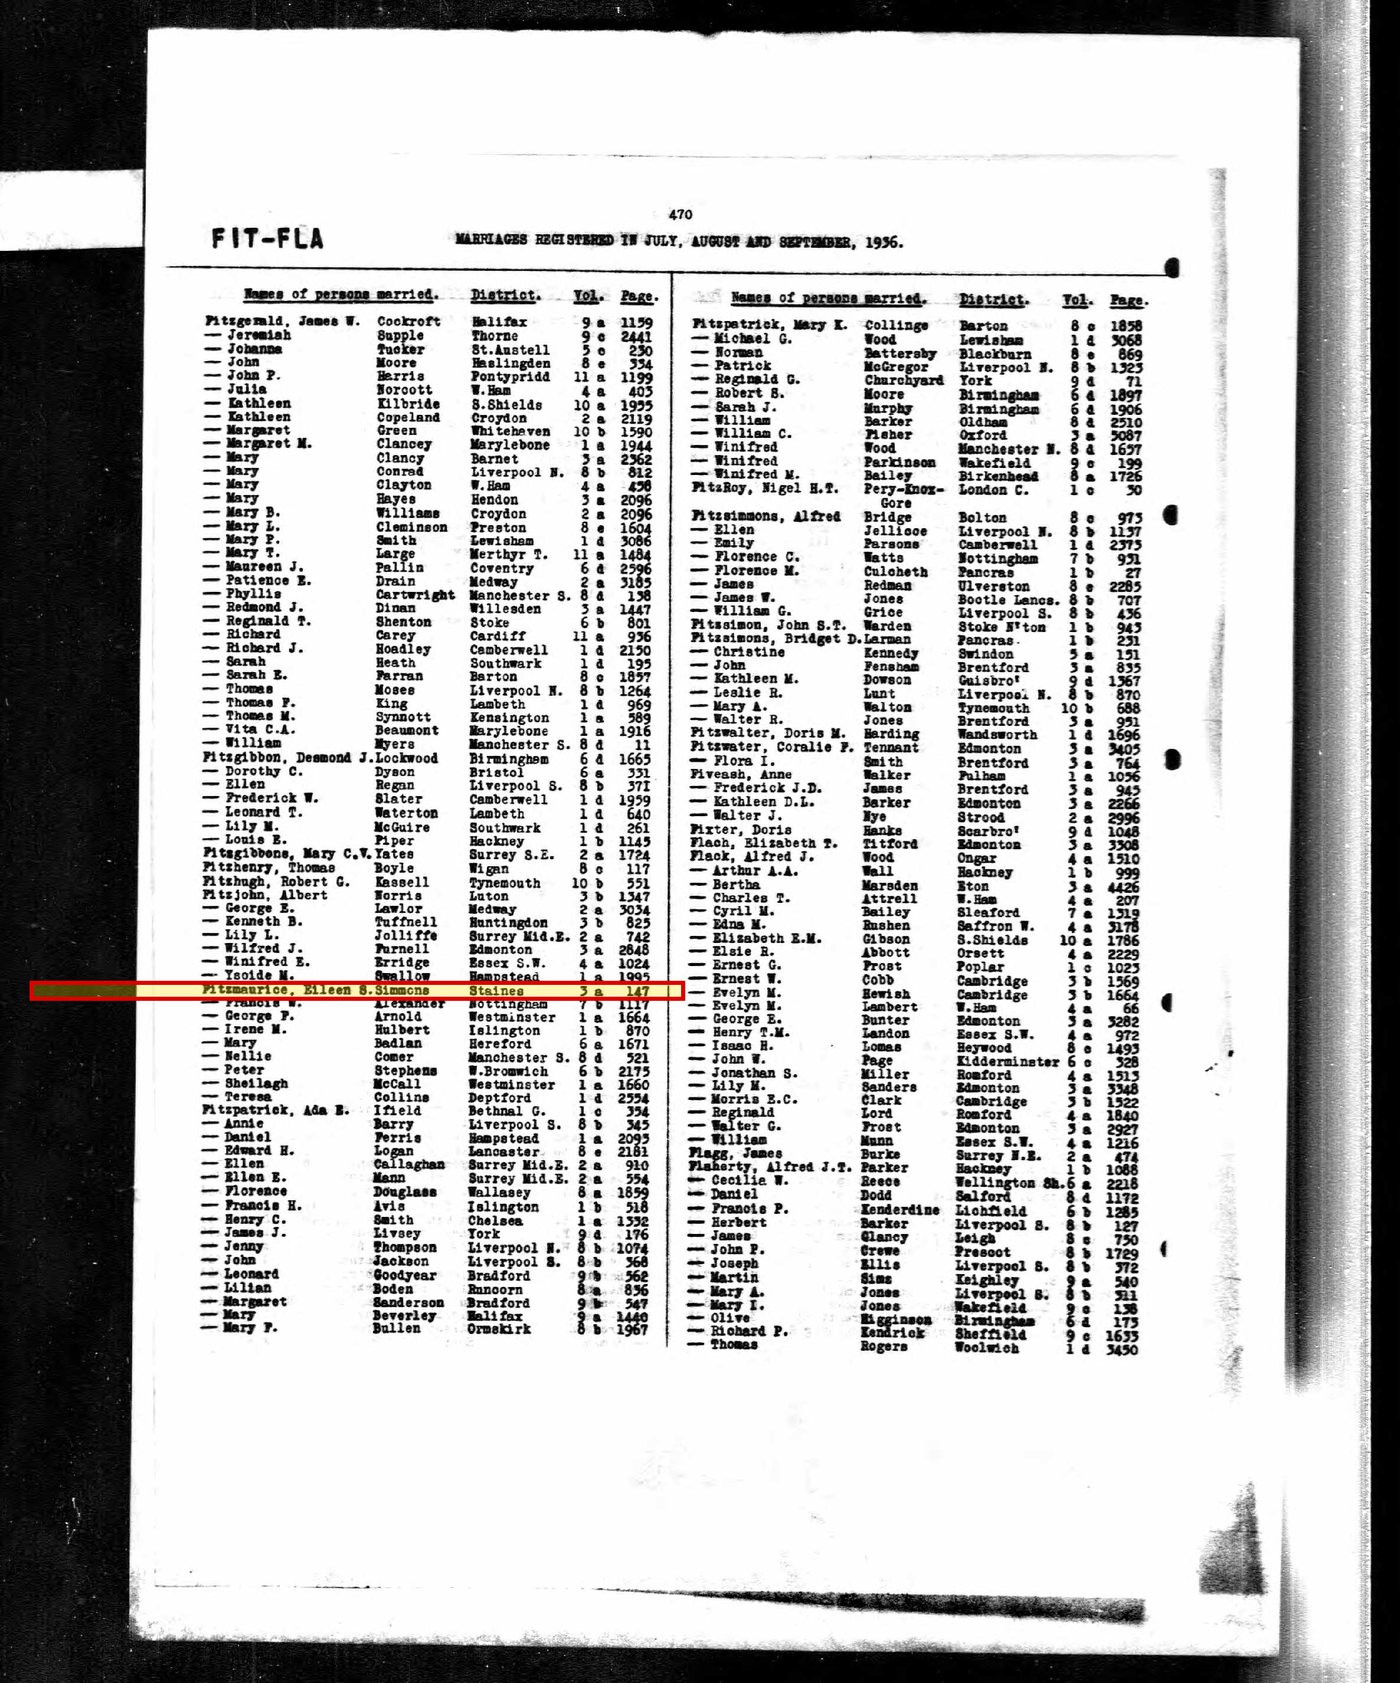 470
FIT-FLA
MARRIAGES REGISTERED IN JULY, AUGUST AND SEPTEMBER, 1936.
Names of persons married. District. Vol. Page.
Fitzgerald, James W. Cockroft Halifax 9 a 1159
— Jeremiah Supple Thorne 9 c 2441
— Johanna Tucker St.Austell 5 c 230
— John Moore Haslingden 8 e 334
— John P. Harris Pontypridd 11 a 1199
— Julia Norcott W.Ham 4 a 403
— Kathleen Kilbride S.Shields 10 a 1935
— Kathleen Copeland Croydon 2 a 2119
— Margaret Green Whitehaven 10 b 1590
— Margaret M. Clancey Marylebone 1 a 1944
— Mary Clancy Barnet 3 a 2362
— Mary Conrad Liverpool N. 8 b 812
— Mary Clayton W.Ham 4 a 438
— Mary Hayes Hendon 3 a 2096
— Mary B. Williams Croydon 2 a 2096
— Mary L. Cleminson Preston 8 e 1604
— Mary P. Smith Lewisham 1 d 3086
— Mary T. Large Merthyr T. 11 a 1484
— Maureen J. Pallin Coventry 6 d 2596
— Patience E. Drain Medway 2 a 3185
— Phyllis Cartwright Manchester S. 8 d 138
— Redmond J. Dinan Willesden 3 a 1447
— Reginald T. Shenton Stoke 6 b 801
— Richard Carey Cardiff 11 a 936
— Richard J. Hoadley Camberwell 1 d 2150
— Sarah Heath Southwark 1 d 195
— Sarah E. Farran Barton 8 c 1857
— Thomas Moses Liverpool N. 8 b 1264
— Thomas F. King Lambeth 1 d 969
— Thomas M. Synnott Kensington 1 a 589
— Vita C.A. Beaumont Marylebone 1 a 1916
— William Myers Manchester S. 8 d 11
Fitzgibbon, Desmond J. Lockwood Birmingham 6 d 1665
— Dorothy C. Dyson Bristol 6 a 331
— Ellen Regan Liverpool S. 8 b 371
— Frederick W. Slater Camberwell 1 d 1959
— Leonard T. Waterton Lambeth 1 d 640
— Lily M. McGuire Southwark 1 d 261
— Louis E. Piper Hackney 1 b 1145
Fitzgibbons, Mary C.V. Yates Surrey S.E. 2 a 1724
Fitzhenry, Thomas Boyle Wigan 8 c 117
Fitzhugh, Robert G. Kassell Tynemouth 10 b 551
Fitzjohn, Albert Norris Luton 3 b 1347
— George E. Lawlor Medway 2 a 3034
— Kenneth B. Tuffnell Huntingdon 3 b 825
— Lily L. Jolliffe Surrey Mid.E. 2 a 742
— Wilfred J. Furnell Edmonton 3 a 2848
— Winifred E. Erridge Essex S.W. 4 a 1024
— Ysoide M. Swallow Hampstead 1 a 1995
Fitzmaurice, Eileen S. Simmons Staines 3 a 147
— Francis W. Alexander Nottingham 7 b 1117
— George F. Arnold Westminster 1 a 1664
— Irene M. Hulbert Islington 1 b 870
— Mary Badlan Hereford 6 a 1671
— Nellie Comer Manchester S. 8 d 521
— Peter Stephens W.Bromwich 6 b 2175
— Sheilagh McCall Westminster 1 a 1660
— Teresa Collins Deptford 1 d 2554
Fitzpatrick, Ada E. Ifield Bethnal G. 1 c 354
— Annie Barry Liverpool S. 8 b 345
— Daniel Ferris Hampstead 1 a 2093
— Edward H. Logan Lancaster 8 e 2181
— Ellen Callaghan Surrey Mid.E. 2 a 910
— Ellen E. Mann Surrey Mid.E. 2 a 554
— Florence Douglass Wallasey 8 a 1859
— Francis H. Avis Islington 1 b 518
— Henry C. Smith Chelsea 1 a 1332
— James J. Livsey York 9 d 176
— Jenny Thompson Liverpool N. 8 b 1074
— John Jackson Liverpool S. 8 b 368
— Leonard Goodyear Bradford 9 b 562
— Lilian Boden Runcorn 8 a 836
— Margaret Sanderson Bradford 9 b 547
— Mary Beverley Halifax 9 a 1440
— Mary F. Bullen Ormskirk 8 b 1967
Names of persons married. District. Vol. Page.
Fitzpatrick, Mary K. Collinge Barton 8 c 1858
— Michael G. Wood Lewisham 1 d 3068
— Norman Battersby Blackburn 8 e 869
— Patrick McGregor Liverpool N. 8 b 1323
— Reginald G. Churchyard York 9 d 71
— Robert S. Moore Birmingham 6 d 1897
— Sarah J. Murphy Birmingham 6 d 1906
— William Barker Oldham 8 d 2510
— William C. Fisher Oxford 3 a 5087
— Winifred Wood Manchester N. 8 d 1657
— Winifred Parkinson Wakefield 9 c 199
— Winifred M. Bailey Birkenhead 8 a 1726
FitzRoy, Nigel H.T. Pery-Knox- London C. 1 c 30
Gore
Fitzsimmons, Alfred Bridge Bolton 8 c 973
— Ellen Jellicoe Liverpool N. 8 b 1137
— Emily Parsons Camberwell 1 d 2373
— Florence C. Watts Nottingham 7 b 931
— Florence M. Culcheth Pancras 1 b 27
— James Redman Ulverston 8 e 2285
— James W. Jones Bootle Lancs. 8 b 707
— William G. Grice Liverpool S. 8 b 436
Fitzsimon, John S.T. Warden Stoke N'ton 1 b 943
Fitzsimons, Bridget D. Larman Pancras 1 b 231
— Christine Kennedy Swindon 5 a 151
— John Fensham Brentford 3 a 835
— Kathleen M. Dowson Guisbro' 9 d 1367
— Leslie R. Lunt Liverpool N. 8 b 870
— Mary A. Walton Tynemouth 10 b 688
— Walter R. Jones Brentford 3 a 951
Fitzwalter, Doris M. Harding Wandsworth 1 d 1696
Fitzwater, Coralie F. Tennant Edmonton 3 a 3405
— Flora I. Smith Brentford 3 a 764
Fiveash, Anne Walker Fulham 1 a 1056
— Frederick J.D. James Brentford 3 a 945
— Kathleen D.L. Barker Edmonton 3 a 2266
— Walter J. Nye Strood 2 a 2996
Fixter, Doris Hanks Scarbro' 9 d 1048
Flach, Elizabeth T. Titford Edmonton 3 a 3308
Flack, Alfred J. Wood Ongar 4 a 1510
— Arthur A.A. Wall Hackney 1 b 999
— Bertha Marsden Eton 3 a 4426
— Charles T. Attrell W.Ham 4 a 207
— Cyril M. Bailey Sleaford 7 a 1319
— Edna M. Rushen Saffron W. 4 a 3178
— Elizabeth E.M. Gibson S.Shields 10 a 1786
— Elsie R. Abbott Orsett 4 a 2229
— Ernest G. Frost Poplar 1 c 1023
— Ernest W. Cobb Cambridge 3 b 1569
— Evelyn M. Hewish Cambridge 3 b 1664
— Evelyn M. Lambert W.Ham 4 a 66
— George E. Bunter Edmonton 3 a 3282
— Henry T.M. Landon Essex S.W. 4 a 972
— Isaac H. Lomas Heywood 8 c 1493
— John W. Page Kidderminster 6 c 328
— Jonathan S. Miller Romford 4 a 1513
— Lily M. Sanders Edmonton 3 a 3348
— Morris E.C. Clark Cambridge 3 b 1522
— Reginald Lord Romford 4 a 1840
— Walter G. Frost Edmonton 3 a 2927
— William Munn Essex S.W. 4 a 1216
Flagg, James Burke Surrey N.E. 2 a 474
Flaherty, Alfred J.T. Parker Hackney 1 b 1088
— Cecilia W. Reece Wellington Sh. 6 a 2218
— Daniel Dodd Salford 8 d 1172
— Francis P. Kenderdine Lichfield 6 b 1285
— Herbert Barker Liverpool S. 8 b 127
— James Clancy Leigh 8 c 750
— John P. Crewe Prescot 8 b 1729
— Joseph Ellis Liverpool S. 8 b 372
— Martin Sims Keighley 9 a 540
— Mary A. Jones Liverpool S. 8 b 311
— Mary I. Jones Wakefield 9 c 138
— Olive Higginson Birmingham 6 d 173
— Richard P. Kendrick Sheffield 9 c 1633
— Thomas Rogers Woolwich 1 d 3450